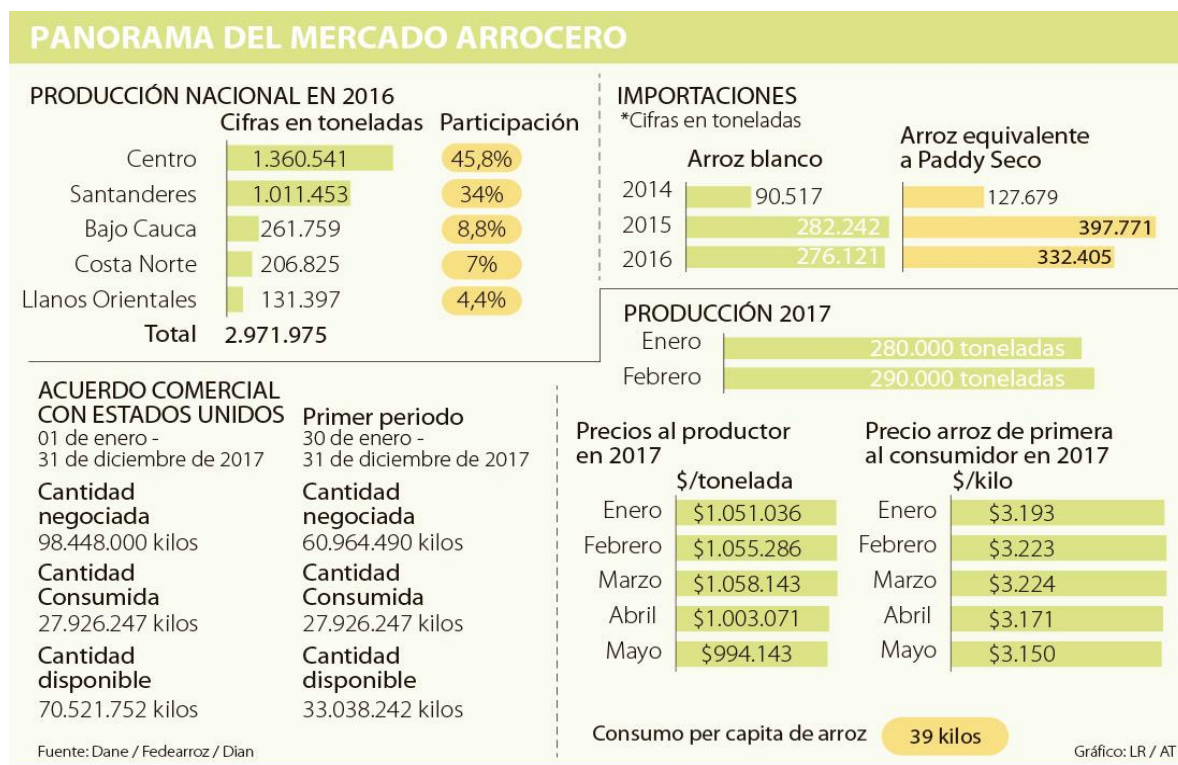 PANORAMA DEL MERCADO ARROCERO
PRODUCCIÓN NACIONAL EN 2016
Cifras en toneladas Participación
Centro 1.360.541 45,8%
Santanderes 1.011.453 34%
Bajo Cauca 261.759 8,8%
Costa Norte 206.825 7%
Llanos Orientales 131.397 4,4%
Total 2.971.975
IMPORTACIONES
*Cifras en toneladas
Arroz blanco
Arroz equivalente
a Paddy Seco
2014 90.517 127.679
2015 282.242 397.771
2016 276.121 332.405
PRODUCCIÓN 2017
Enero 280.000 toneladas
Febrero 290.000 toneladas
ACUERDO COMERCIAL
CON ESTADOS UNIDOS
01 de enero -
31 de diciembre de 2017
Cantidad
negociada
98.448.000 kilos
Cantidad
Consumida
27.926.247 kilos
Cantidad
disponible
70.521.752 kilos
Primer periodo
30 de enero -
31 de diciembre de 2017
Cantidad
negociada
60.964.490 kilos
Cantidad
Consumida
27.926.247 kilos
Cantidad
disponible
33.038.242 kilos
Precios al productor
en 2017
$/tonelada
Enero $1.051.036
Febrero $1.055.286
Marzo $1.058.143
Abril $1.003.071
Mayo $994.143
Precio arroz de primera
al consumidor en 2017
$/kilo
Enero $3.193
Febrero $3.223
Marzo $3.224
Abril $3.171
Mayo $3.150
Consumo per capita de arroz 39 kilos
Fuente: Dane / Fedearroz / Dian
Gráfico: LR / AT